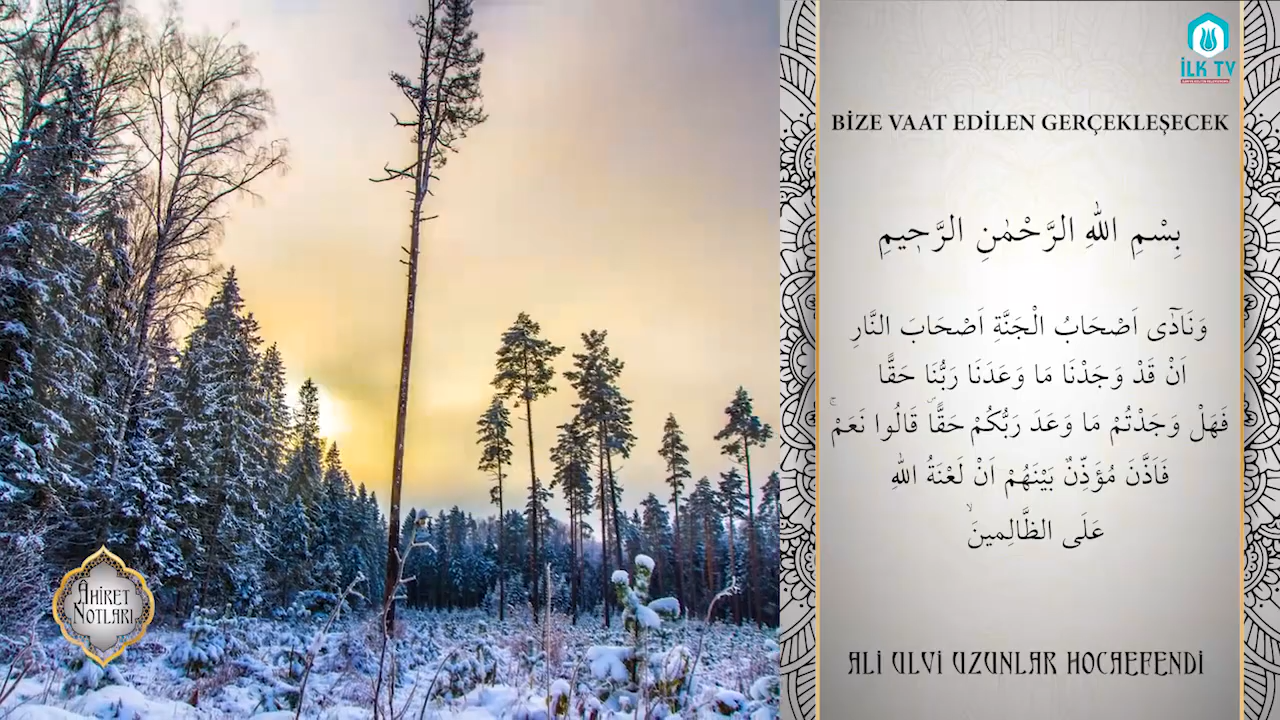 İLK TV
BİZE VAAT EDİLEN GERÇEKLEŞECEK
بِسْمِ اللّٰهِ الرَّحْمٰنِ الرَّح۪يمِ
وَنَادٰٓى اَصْحَابُ الْجَنَّةِ اَصْحَابَ النَّارِ
اَنْ قَدْ وَجَدْنَا مَا وَعَدَنَا رَبُّنَا حَقًّا
فَهَلْ وَجَدْتُمْ مَا وَعَدَ رَبُّكُمْ حَقًّاۜ قَالُوا نَعَمْۚ
فَاَذَّنَ مُؤَذِّنٌ بَيْنَهُمْ اَنْ لَعْنَةُ اللّٰهِ
عَلَى الظَّالِمينَۙ
AHİRET
NOTLARI
ALİ ULVİ UZUNLAR HOCAEFENDİ